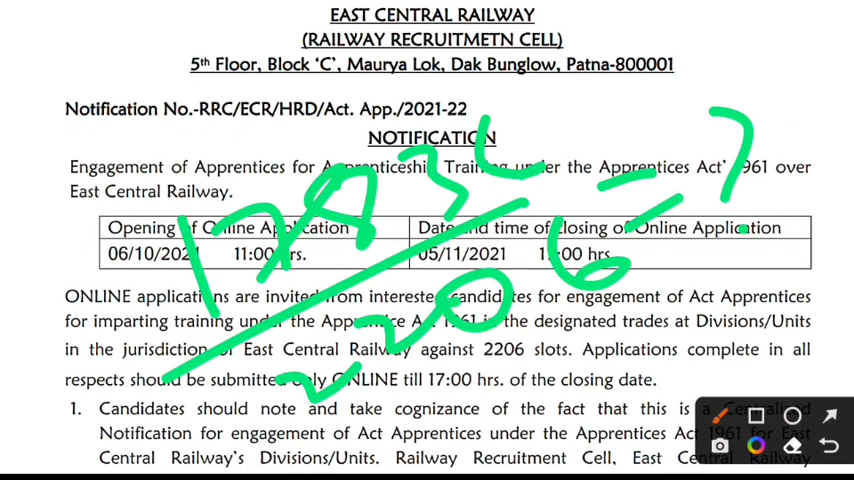 EAST CENTRAL RAILWAY
(RAILWAY RECRUITMETN CELL)
5th Floor, Block ‘C’, Maurya Lok, Dak Bunglow, Patna-800001
Notification No.-RRC/ECR/HRD/Act. App./2021-22
NOTIFICATION
Engagement of Apprentices for Apprenticeship Training under the Apprentices Act’ 1961 over
East Central Railway.
Opening of Online Application Date and time of closing of Online Application
06/10/2021 11:00 hrs. 05/11/2021 17:00 hrs
ONLINE applications are invited from interested candidates for engagement of Act Apprentices
for imparting training under the Apprentice Act 1961 in the designated trades at Divisions/Units
in the jurisdiction of East Central Railway against 2206 slots. Applications complete in all
respects should be submitted only ONLINE till 17:00 hrs. of the closing date.
1. Candidates should note and take cognizance of the fact that this is a Centralized
Notification for engagement of Act Apprentices under the Apprentices Act 1961 for East
Central Railway’s Divisions/Units. Railway Recruitment Cell, East Central Railway
2206 = ?